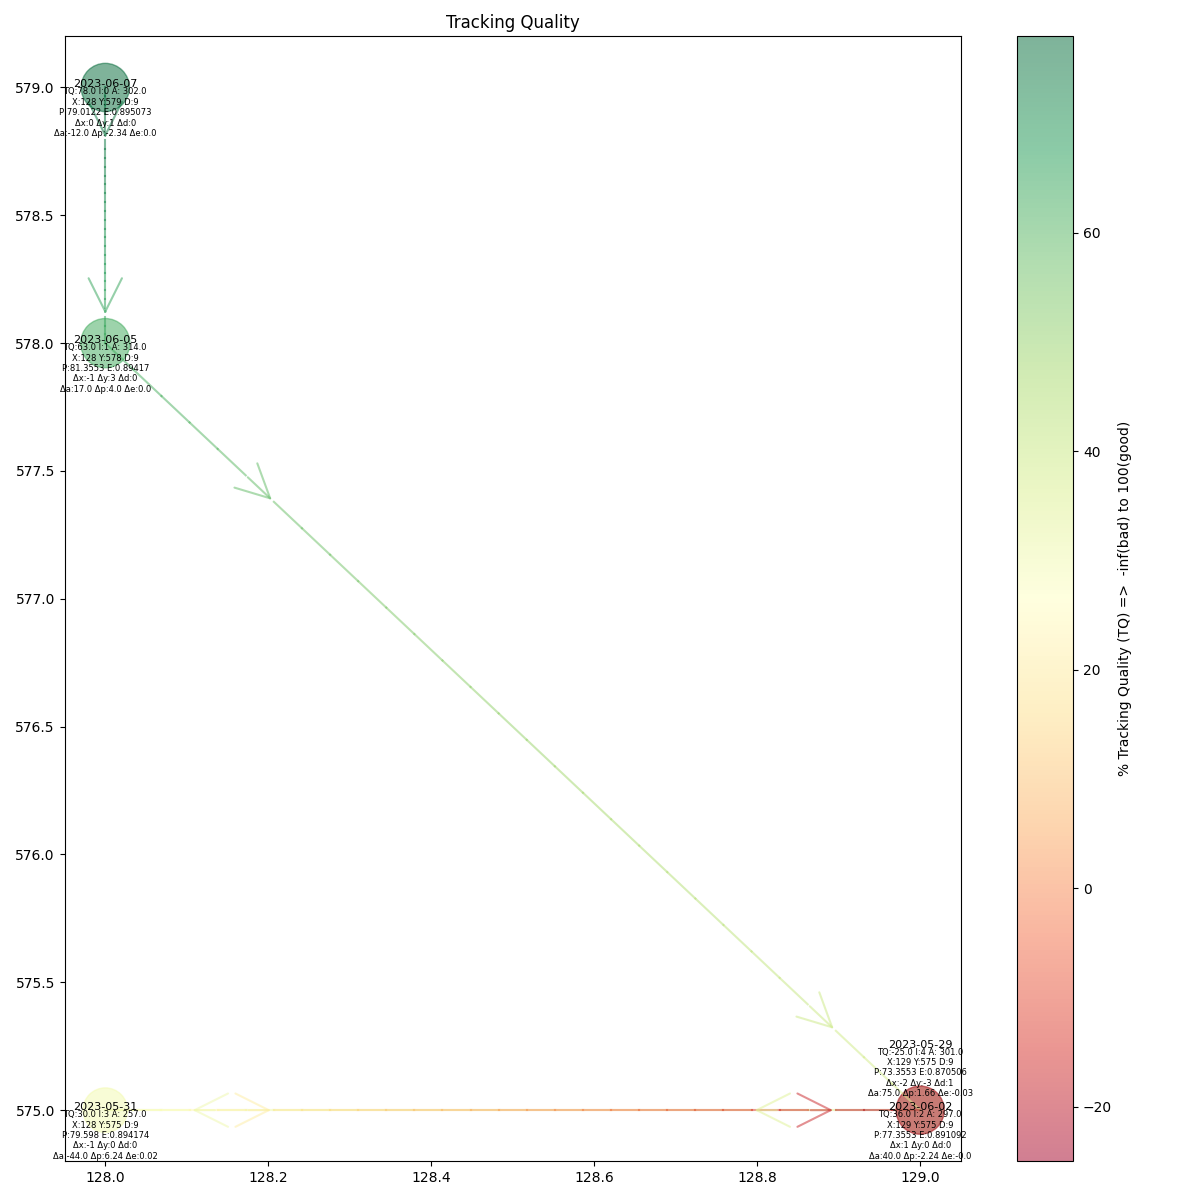 Tracking Quality
579.0
578.5
578.0
577.5
577.0
576.5
576.0
575.5
575.0
128.0
128.2
128.4
128.6
128.8
129.0
2023-06-07
TQ:78.0 I:0 A: 302.0
X:128 Y:579 D:9
P:79.0122 E:0.895073
Δx:0 Δy:1 Δd:0
Δa:-12.0 Δp:-2.34 Δe:0.0
2023-06-05
TQ:63.0 I:1 A: 314.0
X:128 Y:578 D:9
P:81.3553 E:0.89417
Δx:-1 Δy:3 Δd:0
Δa:17.0 Δp:4.0 Δe:0.0
2023-05-29
TQ:-25.0 I:4 A: 301.0
X:129 Y:575 D:9
P:73.3553 E:0.870506
Δx:-2 Δy:-3 Δd:1
Δa:75.0 Δp:1.66 Δe:-0.03
2023-06-02
TQ:36.0 I:2 A: 297.0
X:129 Y:575 D:9
P:77.3553 E:0.891092
Δx:1 Δy:0 Δd:0
Δa:40.0 Δp:-2.24 Δe:-0.0
2023-05-31
TQ:30.0 I:3 A: 257.0
X:128 Y:575 D:9
P:79.598 E:0.894174
Δx:-1 Δy:0 Δd:0
Δa:-44.0 Δp:6.24 Δe:0.02
60
40
20
0
−20
% Tracking Quality (TQ) => -inf(bad) to 100(good)